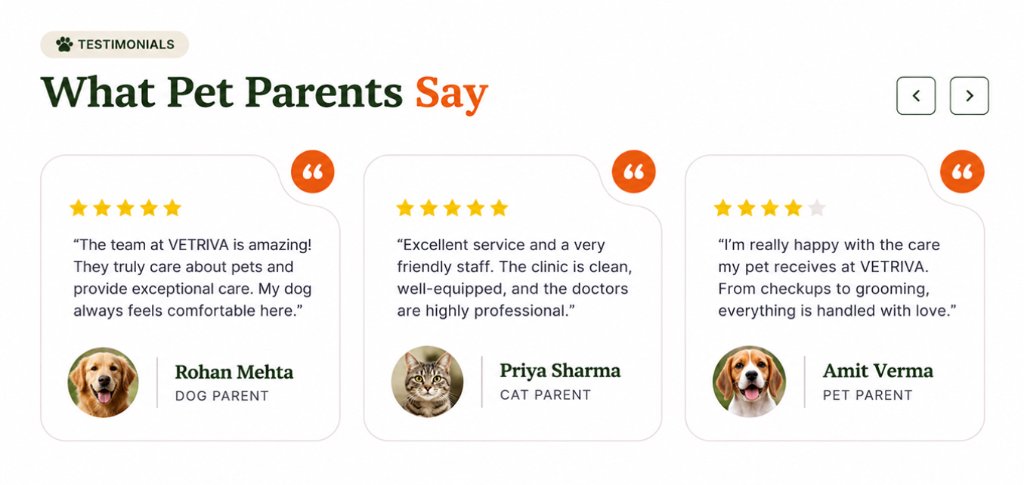 TESTIMONIALS
What Pet Parents Say
“The team at VETRIVA is amazing!
They truly care about pets and
provide exceptional care. My dog
always feels comfortable here.”
Rohan Mehta
DOG PARENT
“Excellent service and a very
friendly staff. The clinic is clean,
well-equipped, and the doctors
are highly professional.”
Priya Sharma
CAT PARENT
“I’m really happy with the care
my pet receives at VETRIVA.
From checkups to grooming,
everything is handled with love.”
Amit Verma
PET PARENT